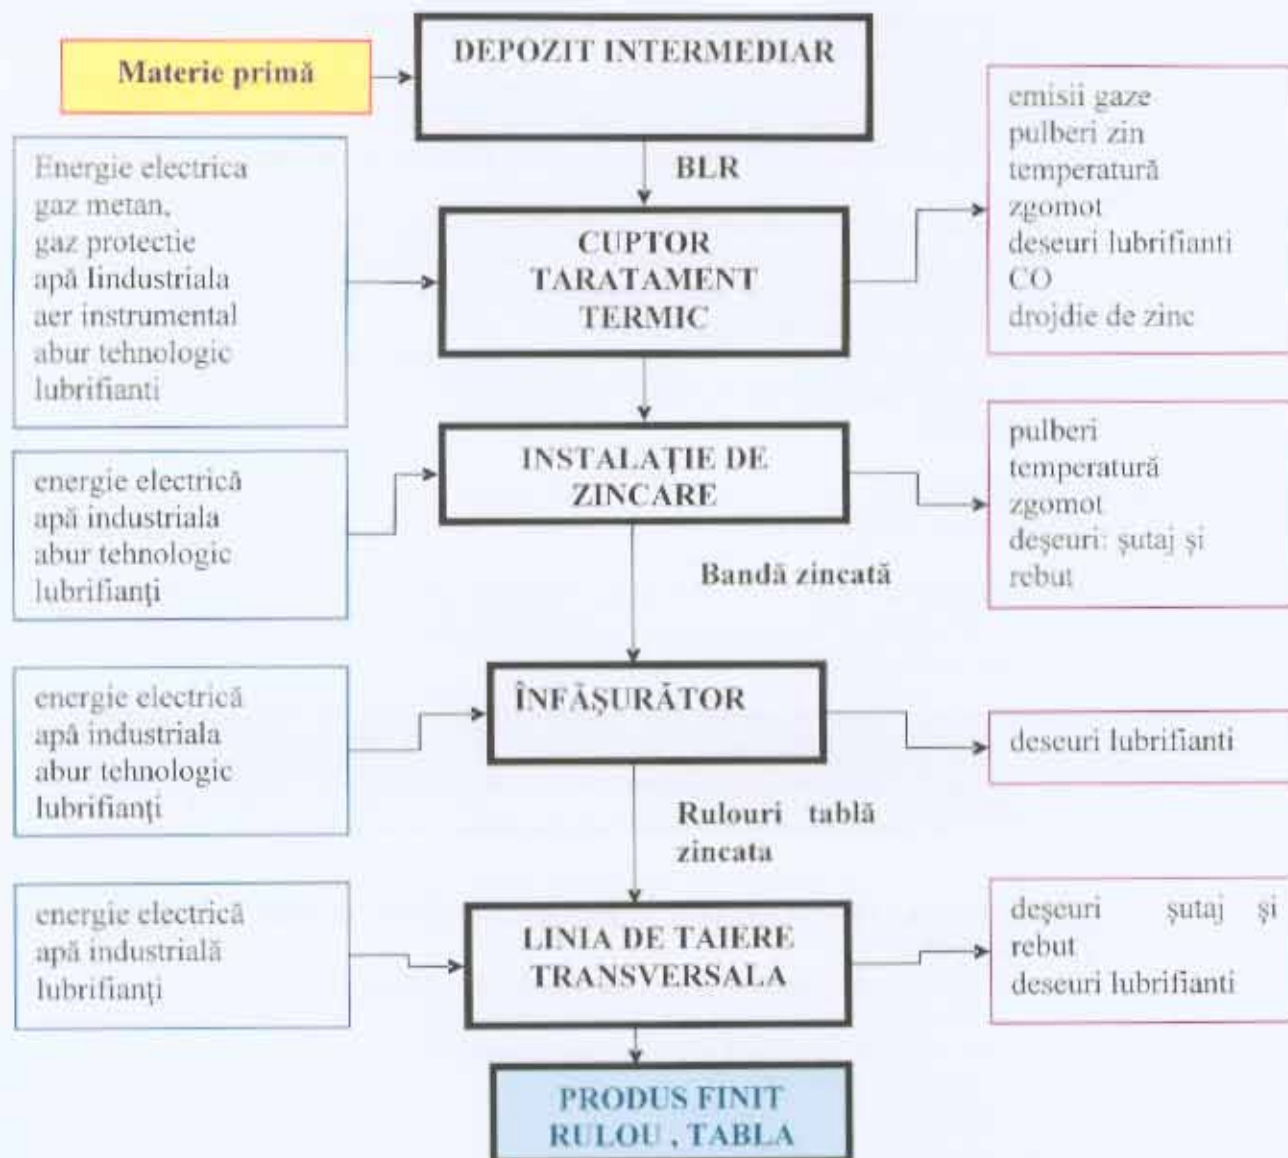 DEPOZIT INTERMEDIAR
Materie primă
BLR
Energie electrica
gaz metan,
gaz protectie
apă Iindustriala
aer instrumental
abur tehnologic
lubrifianti
CUPTOR
TARATAMENT
TERMIC
emisii gaze
pulberi zin
temperatură
zgomot
deseuri lubrifianti
CO
drojdie de zinc
energie electrică
apă industriala
abur tehnologic
lubrifianţi
INSTALAŢIE DE
ZINCARE
pulberi
temperatură
zgomot
deşeuri: şutaj şi
rebut
Bandă zincată
energie electrică
apă industriala
abur tehnologic
lubrifianţi
ÎNFĂŞURĂTOR
deseuri lubrifianti
Rulouri tablă
zincata
energie electrică
apă industrială
lubrifianţi
LINIA DE TAIERE
TRANSVERSALA
deşeuri şutaj şi
rebut
deseuri lubrifianti
PRODUS FINIT
RULOU , TABLA